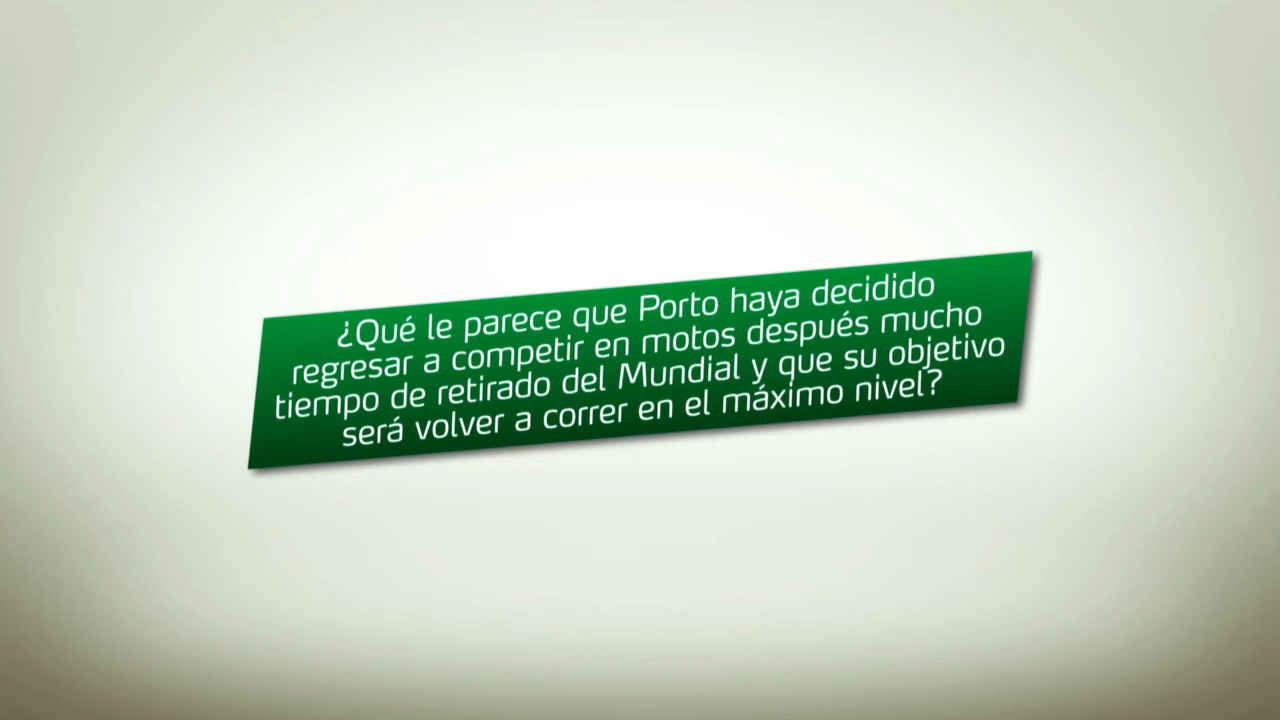 ¿Qué le parece que Porto haya decidido
regresar a competir en motos después mucho
tiempo de retirado del Mundial y que su objetivo
será volver a correr en el máximo nivel?